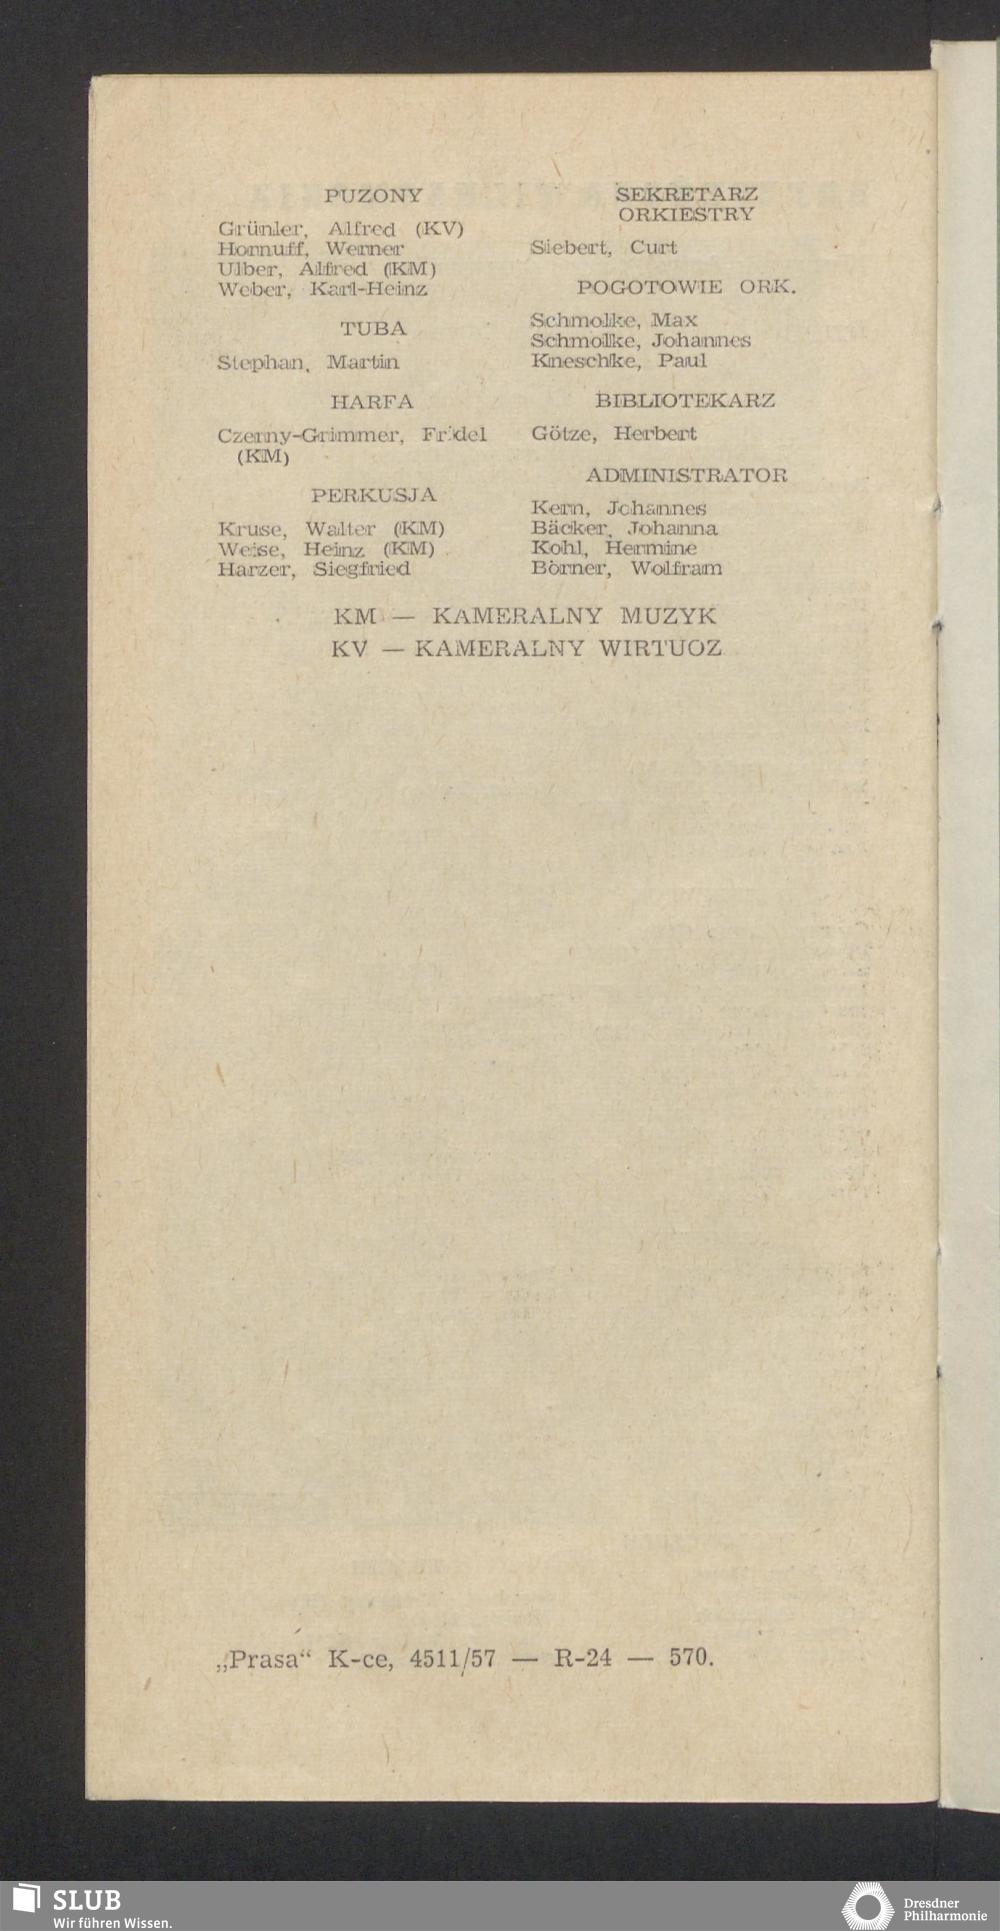 PUZONY
Grünler, Alfred (KV)
Hornuff, Werner
Ulber, Alfred (KM)
Weber, Karl-Heinz
TUBA
Stephan, Martin
HARFA
Czerny-Grimmer, Fridel
(KM)
PERKUSJA
Kruse, Walter (KM)
Weise, Heinz (KM)
Harzer, Siegfried
SEKRETARZ
ORKIESTRY
Siebert, Curt
POGOTOWIE ORK.
Schmolke, Max
Schmolke, Johannes
Kneschke, Paul
BIBLIOTEKARZ
Götze, Herbert
ADMINISTRATOR
Kern, Johannes
Bäcker, Johanna
Kohl, Hermine
Börner, Wolfram
KM — KAMERALNY MUZYK
KV — KAMERALNY WIRTUOZ
„Prasa“ K-ce, 4511/57 — R-24 — 570.
SLUB
Wir führen Wissen.
Dresdner
Philharmonie